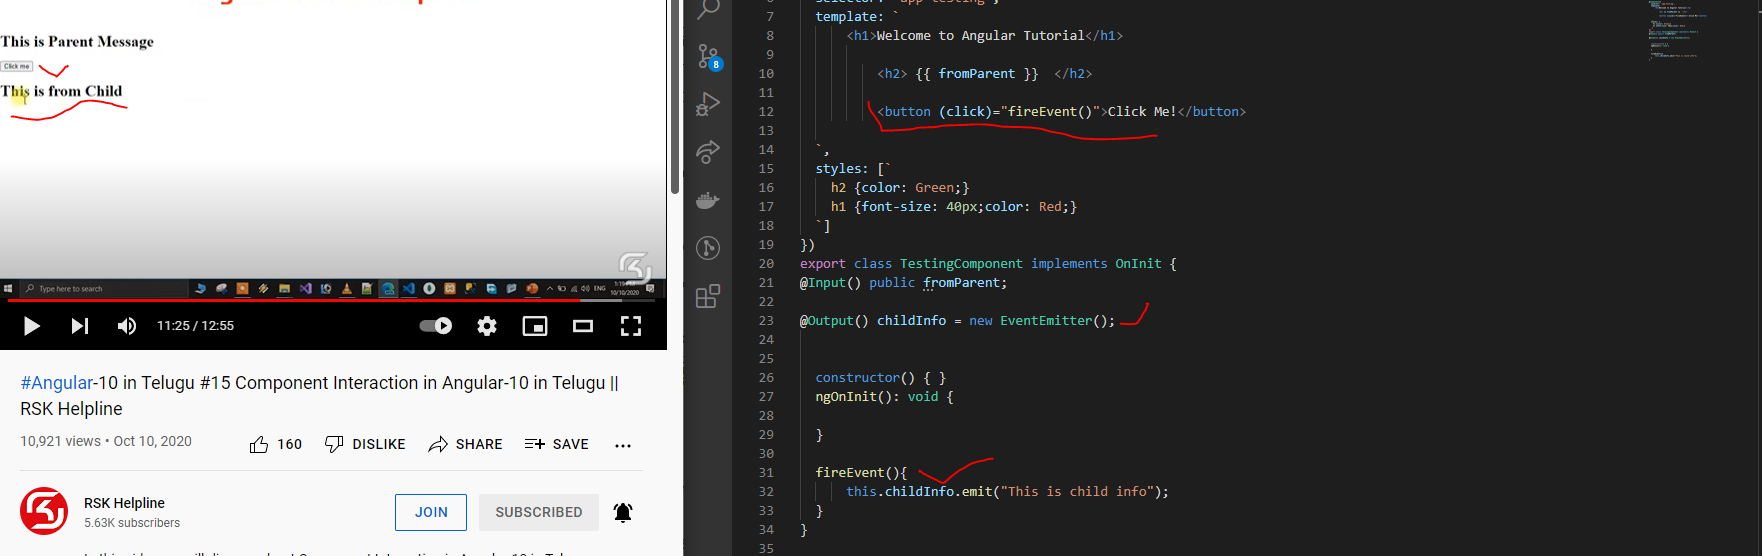 This is Parent Message
Click me
This is from Child
Type here to search
ENG
10/10/2020
11:25 / 12:55
#Angular-10 in Telugu #15 Component Interaction in Angular-10 in Telugu ||
RSK Helpline
10,921 views • Oct 10, 2020
160
DISLIKE
SHARE
SAVE
RSK Helpline
5.63K subscribers
JOIN
SUBSCRIBED
8
7 template: `
8 <h1>Welcome to Angular Tutorial</h1>
9
10 <h2> {{ fromParent }}  </h2>
11
12 <button (click)="fireEvent()">Click Me!</button>
13
14 `,
15 styles: [`
16 h2 {color: Green;}
17 h1 {font-size: 40px;color: Red;}
18 `]
19 })
20 export class TestingComponent implements OnInit {
21 @Input() public fromParent;
22
23 @Output() childInfo = new EventEmitter();
24
25
26 constructor() { }
27 ngOnInit(): void {
28
29 }
30
31 fireEvent(){
32 this.childInfo.emit("This is child info");
33 }
34 }
35